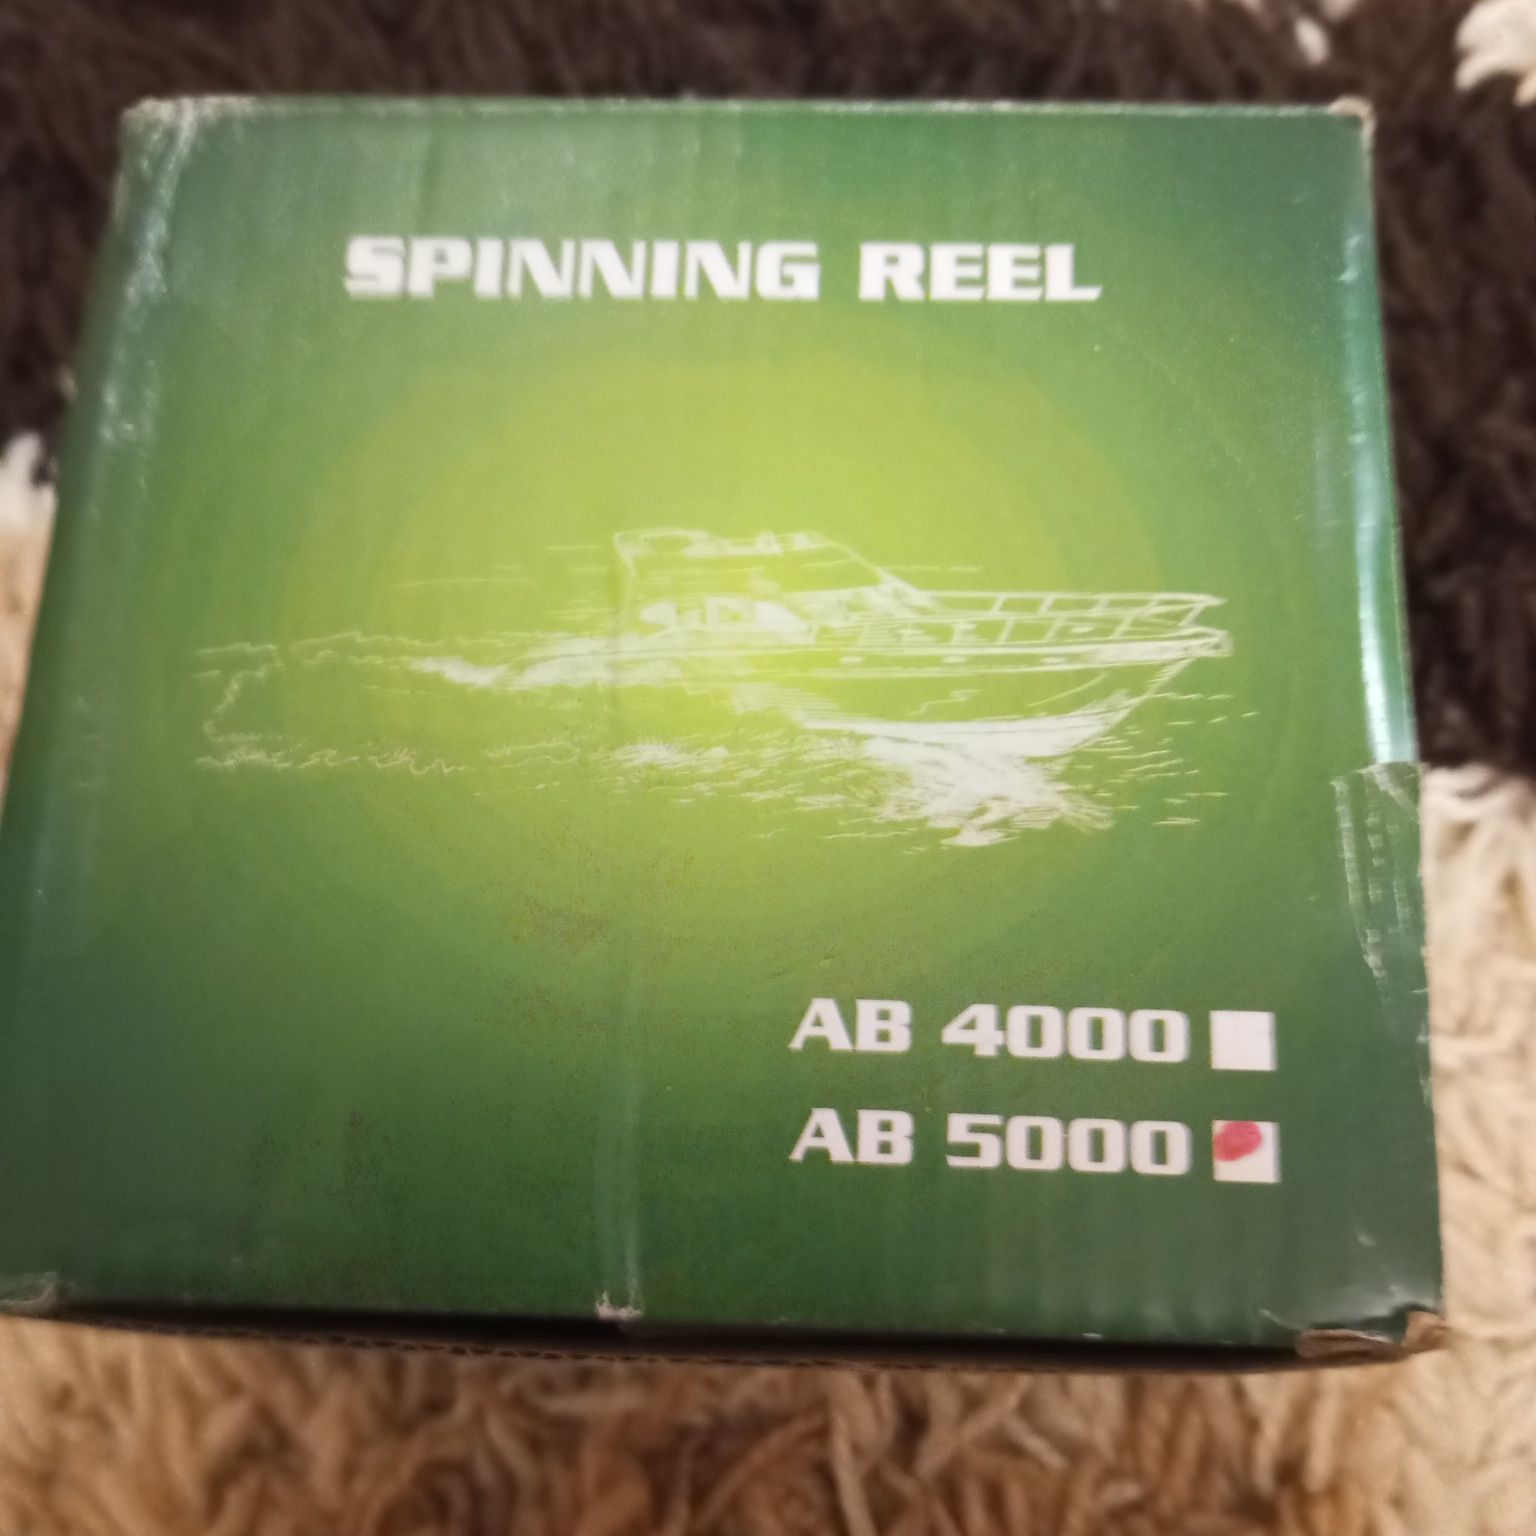 SPINNING REEL
AB 4000
AB 5000